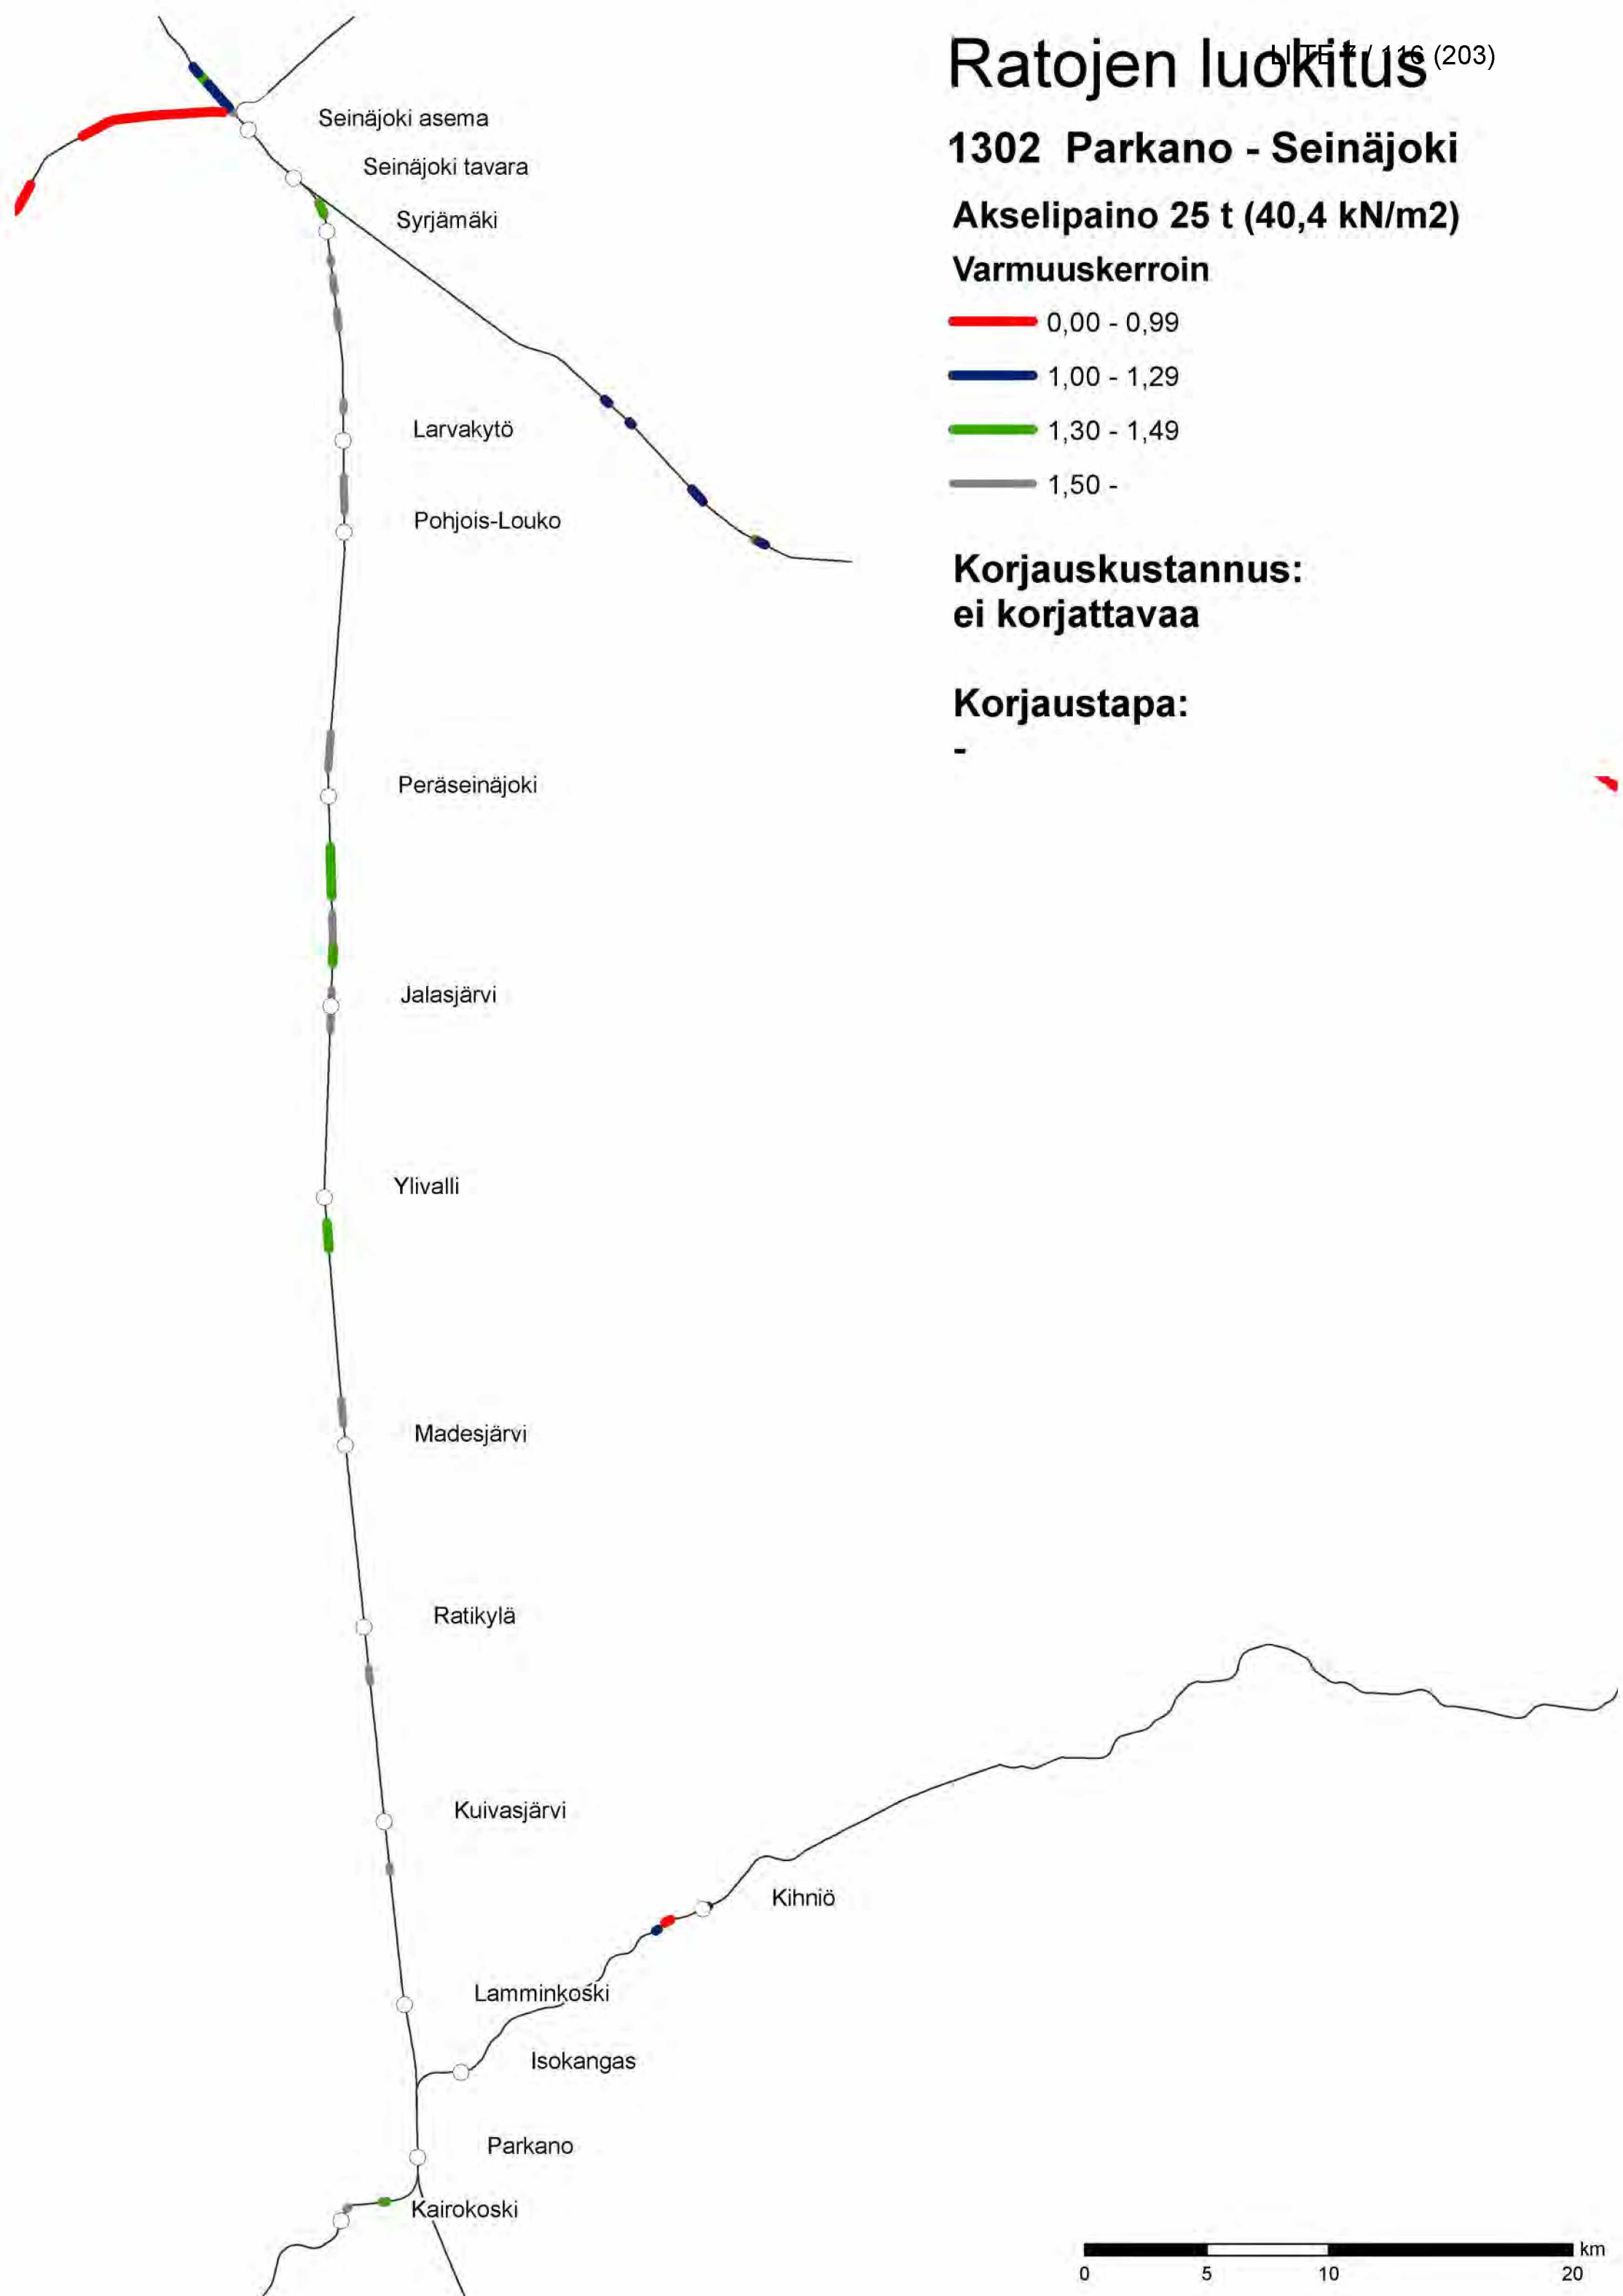 Ratojen luokitus
LIITE 7 / 116 (203)
1302 Parkano - Seinäjoki
Akselipaino 25 t (40,4 kN/m2)
Varmuuskerroin
0,00 - 0,99
1,00 - 1,29
1,30 - 1,49
1,50 -
Korjauskustannus:
ei korjattavaa
Korjaustapa:
-
Seinäjoki asema
Seinäjoki tavara
Syrjämäki
Larvakytö
Pohjois-Louko
Peräseinäjoki
Jalasjärvi
Ylivalli
Madesjärvi
Ratikylä
Kuivasjärvi
Kihniö
Lamminkoski
Isokangas
Parkano
Kairokoski
km
0 5 10 20